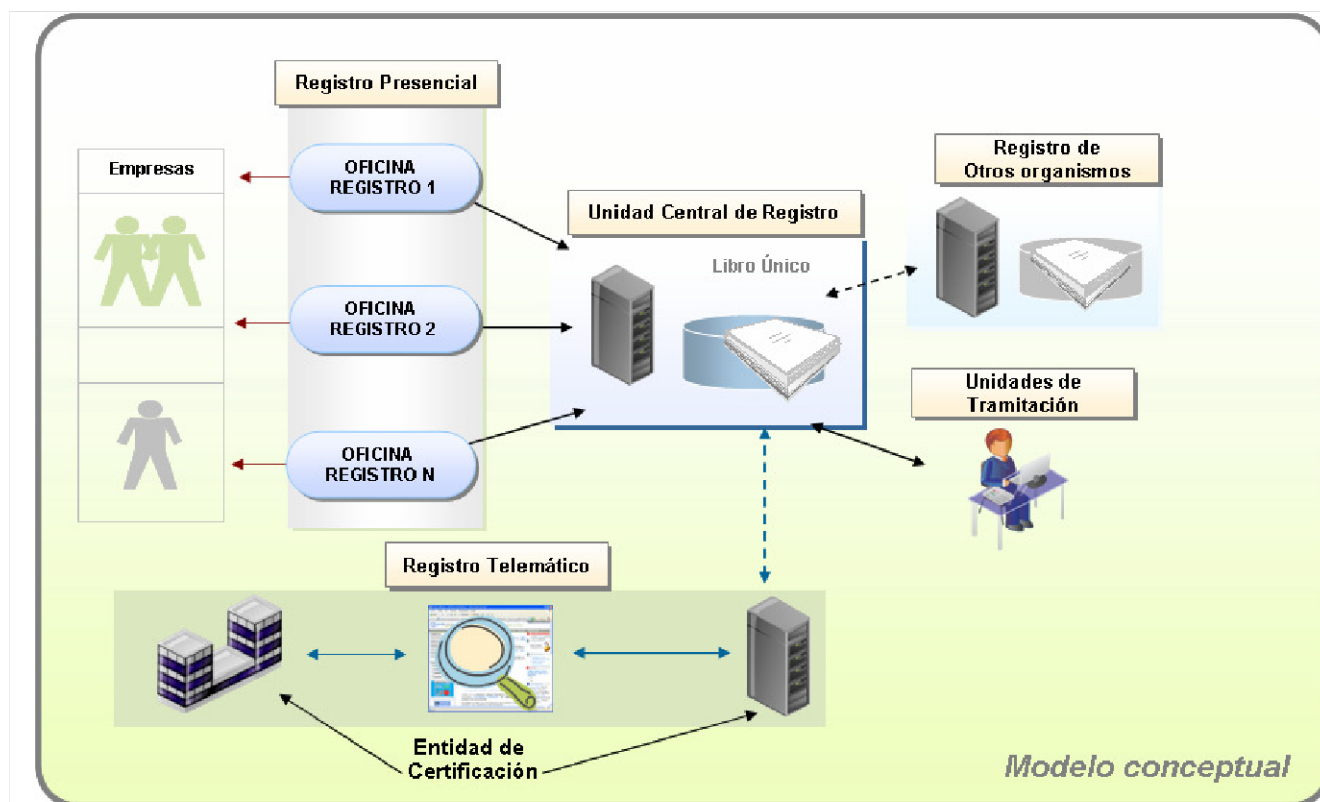 Registro Presencial
Empresas
OFICINA
REGISTRO 1
OFICINA
REGISTRO 2
OFICINA
REGISTRO N
Unidad Central de Registro
Libro Único
Registro de
Otros organismos
Unidades de
Tramitación
Registro Telemático
Entidad de
Certificación
Modelo conceptual